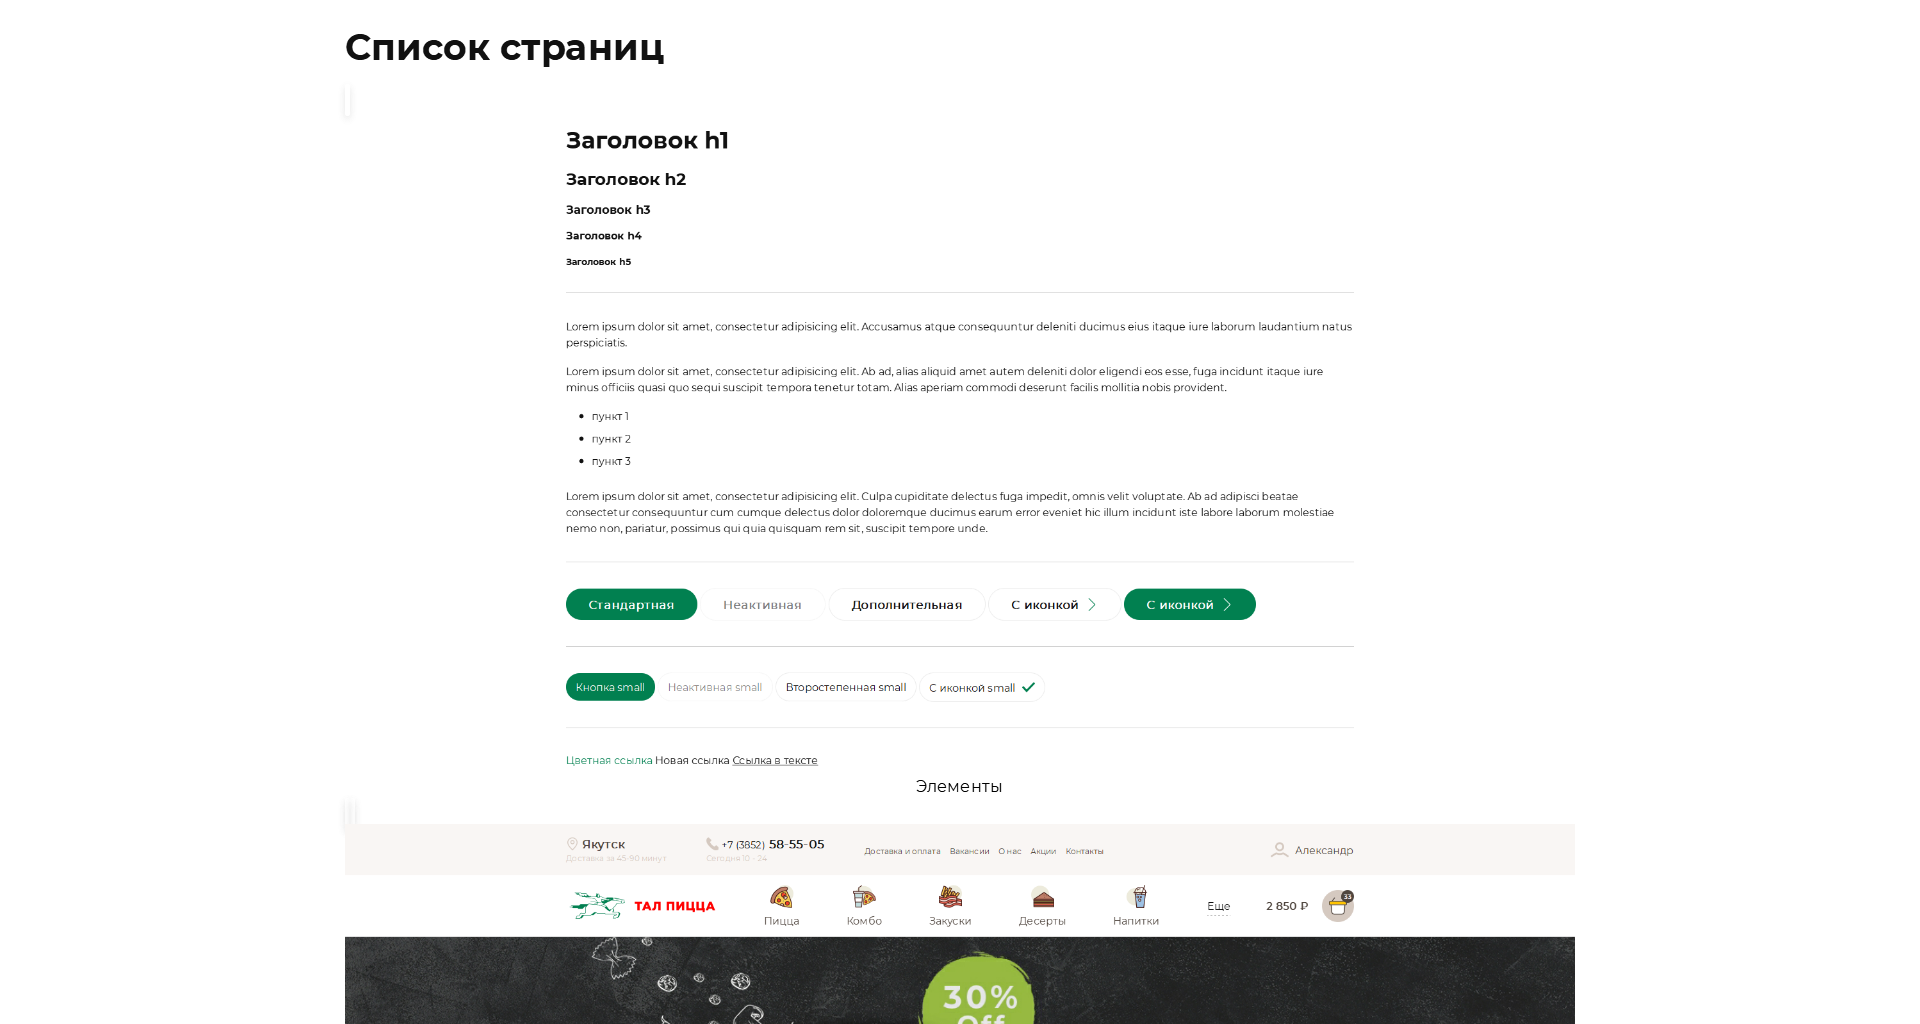 Список страниц
Заголовок h1
Заголовок h2
Заголовок h3
Заголовок h4
Заголовок h5
Lorem ipsum dolor sit amet, consectetur adipisicing elit. Accusamus atque consequuntur deleniti ducimus eius itaque iure laborum laudantium natus
perspiciatis.
Lorem ipsum dolor sit amet, consectetur adipisicing elit. Ab ad, alias aliquid amet autem deleniti dolor eligendi eos esse, fuga incidunt itaque iure
minus officiis quasi quo sequi suscipit tempora tenetur totam. Alias aperiam commodi deserunt facilis mollitia nobis provident.
пункт 1
пункт 2
пункт 3
Lorem ipsum dolor sit amet, consectetur adipisicing elit. Culpa cupiditate delectus fuga impedit, omnis velit voluptate. Ab ad adipisci beatae
consectetur consequuntur cum cumque delectus dolor doloremque ducimus earum error eveniet hic illum incidunt iste labore laborum molestiae
nemo non, pariatur, possimus qui quia quisquam rem sit, suscipit tempore unde.
Стандартная Неактивная Дополнительная С иконкой С иконкой
Кнопка small Неактивная small Второстепенная small С иконкой small
Цветная ссылка Новая ссылка Ссылка в тексте
Элементы
Якутск +7 (3852) 58-55-05
Доставка за 45-90 минут Сегодня 10 - 24
Доставка и оплата Вакансии О нас Акции Контакты Александр
ТАЛ ПИЦЦА Пицца Комбо Закуски Десерты Напитки Еще 2 850 ₽ 33
30%
Off